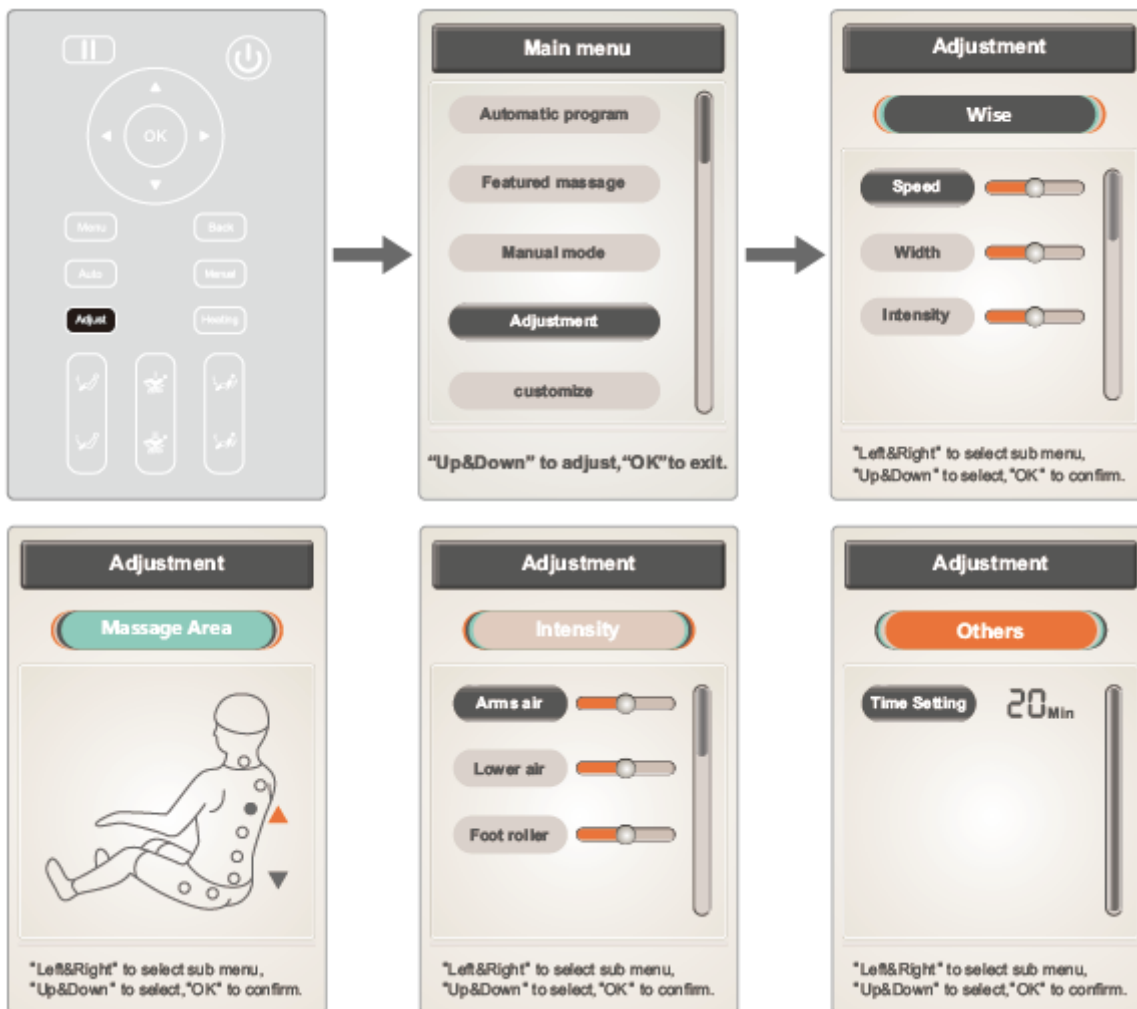 OK
Menu
Back
Auto
Manual
Adjust
Heating
Main menu
Automatic program
Featured massage
Manual mode
Adjustment
customize
“Up&Down” to adjust,“OK”to exit.
Adjustment
Wise
Speed
Width
Intensity
"Left&Right" to select sub menu,
"Up&Down" to select,"OK" to confirm.
Adjustment
Massage Area
"Left&Right" to select sub menu,
"Up&Down" to select,"OK" to confirm.
Adjustment
Intensity
Arms air
Lower air
Foot roller
"Left&Right" to select sub menu,
"Up&Down" to select,"OK" to confirm.
Adjustment
Others
Time Setting 20Min
"Left&Right" to select sub menu,
"Up&Down" to select,"OK" to confirm.